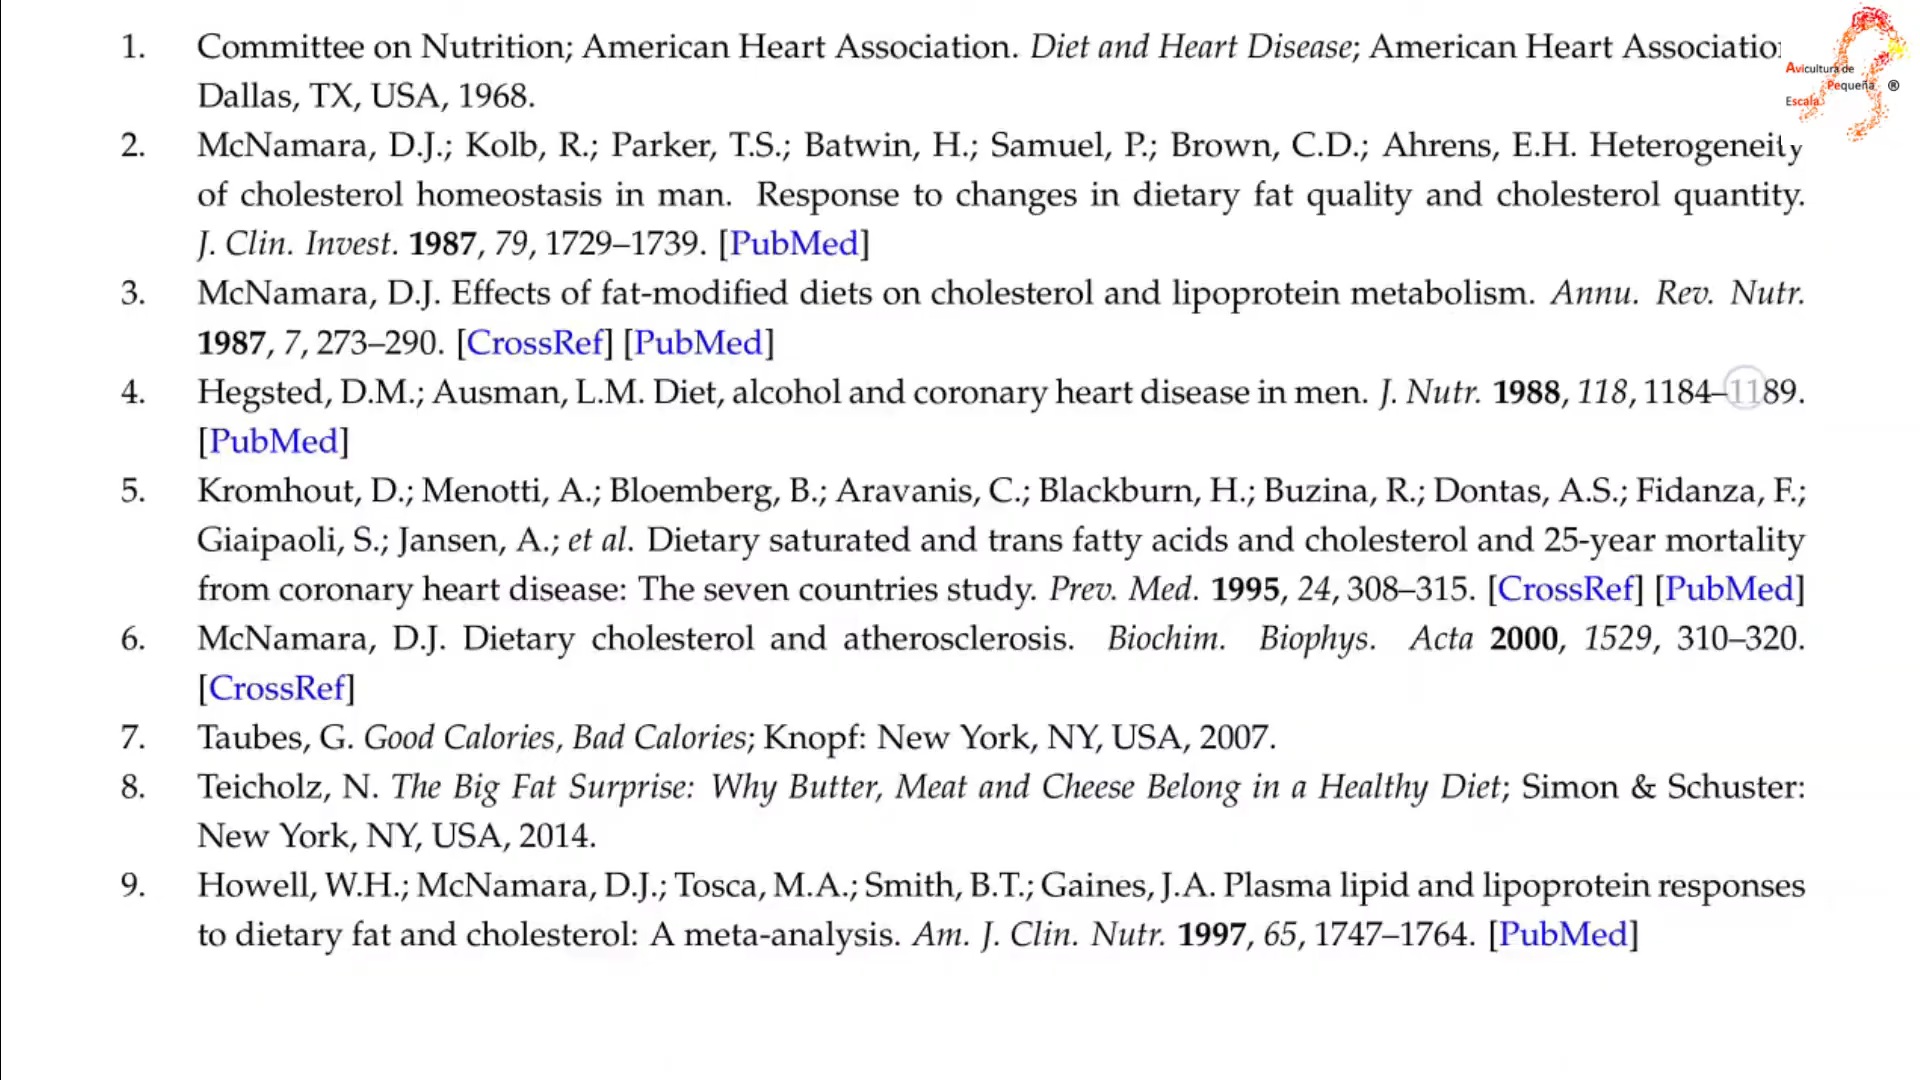 1. Committee on Nutrition; American Heart Association. Diet and Heart Disease; American Heart Associatio
Dallas, TX, USA, 1968.
2. McNamara, D.J.; Kolb, R.; Parker, T.S.; Batwin, H.; Samuel, P.; Brown, C.D.; Ahrens, E.H. Heterogeneity
of cholesterol homeostasis in man. Response to changes in dietary fat quality and cholesterol quantity.
J. Clin. Invest. 1987, 79, 1729–1739. [PubMed]
3. McNamara, D.J. Effects of fat-modified diets on cholesterol and lipoprotein metabolism. Annu. Rev. Nutr.
1987, 7, 273–290. [CrossRef] [PubMed]
4. Hegsted, D.M.; Ausman, L.M. Diet, alcohol and coronary heart disease in men. J. Nutr. 1988, 118, 1184–1189.
[PubMed]
5. Kromhout, D.; Menotti, A.; Bloemberg, B.; Aravanis, C.; Blackburn, H.; Buzina, R.; Dontas, A.S.; Fidanza, F.;
Giaipaoli, S.; Jansen, A.; et al. Dietary saturated and trans fatty acids and cholesterol and 25-year mortality
from coronary heart disease: The seven countries study. Prev. Med. 1995, 24, 308–315. [CrossRef] [PubMed]
6. McNamara, D.J. Dietary cholesterol and atherosclerosis. Biochim. Biophys. Acta 2000, 1529, 310–320.
[CrossRef]
7. Taubes, G. Good Calories, Bad Calories; Knopf: New York, NY, USA, 2007.
8. Teicholz, N. The Big Fat Surprise: Why Butter, Meat and Cheese Belong in a Healthy Diet; Simon & Schuster:
New York, NY, USA, 2014.
9. Howell, W.H.; McNamara, D.J.; Tosca, M.A.; Smith, B.T.; Gaines, J.A. Plasma lipid and lipoprotein responses
to dietary fat and cholesterol: A meta-analysis. Am. J. Clin. Nutr. 1997, 65, 1747–1764. [PubMed]
Avicultura de
Pequeña ®
Escala